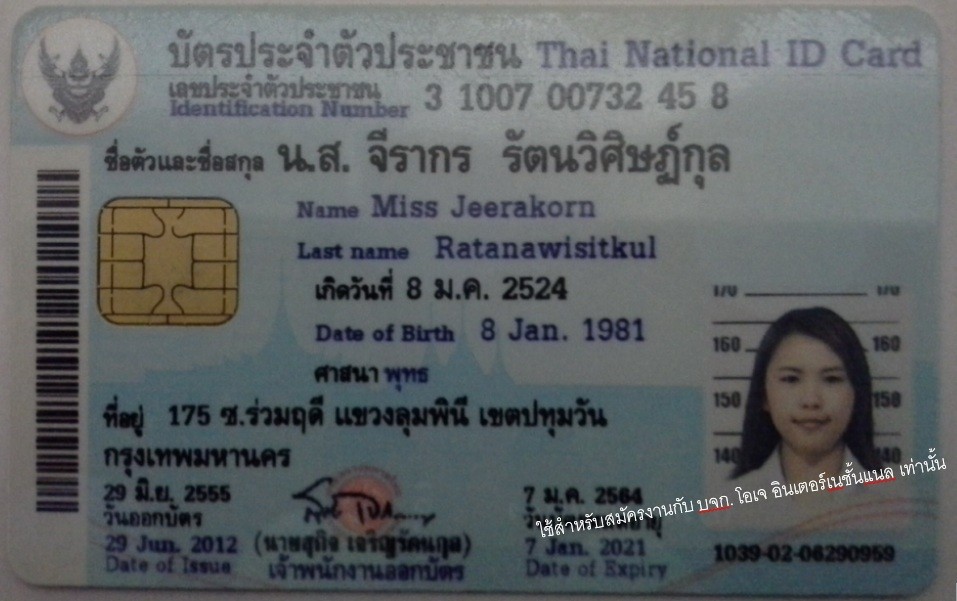 บัตรประจำตัวประชาชน Thai National ID Card
เลขประจำตัวประชาชน
Identification Number 3 1007 00732 45 8
ชื่อตัวและชื่อสกุล น.ส. จีรากร รัตนวิศิษฏ์กุล
Name Miss Jeerakorn
Last name Ratanawisitkul
เกิดวันที่ 8 ม.ค. 2524
Date of Birth 8 Jan. 1981
ศาสนา พุทธ
ที่อยู่ 175 ซ.ร่วมฤดี แขวงลุมพินี เขตปทุมวัน
กรุงเทพมหานคร
170 170
160 160
150 150
140 140
29 มิ.ย. 2555
วันออกบัตร
29 Jun. 2012
Date of Issue
(นายสุกิจ เจริญรัตนกุล)
เจ้าพนักงานออกบัตร
7 ม.ค. 2564
7 Jan. 2021
Date of Expiry
ใช้สำหรับสมัครงานกับ บจก. โอเจ อินเตอร์เนชั้นแนล เท่านั้น
1039-02-06290959